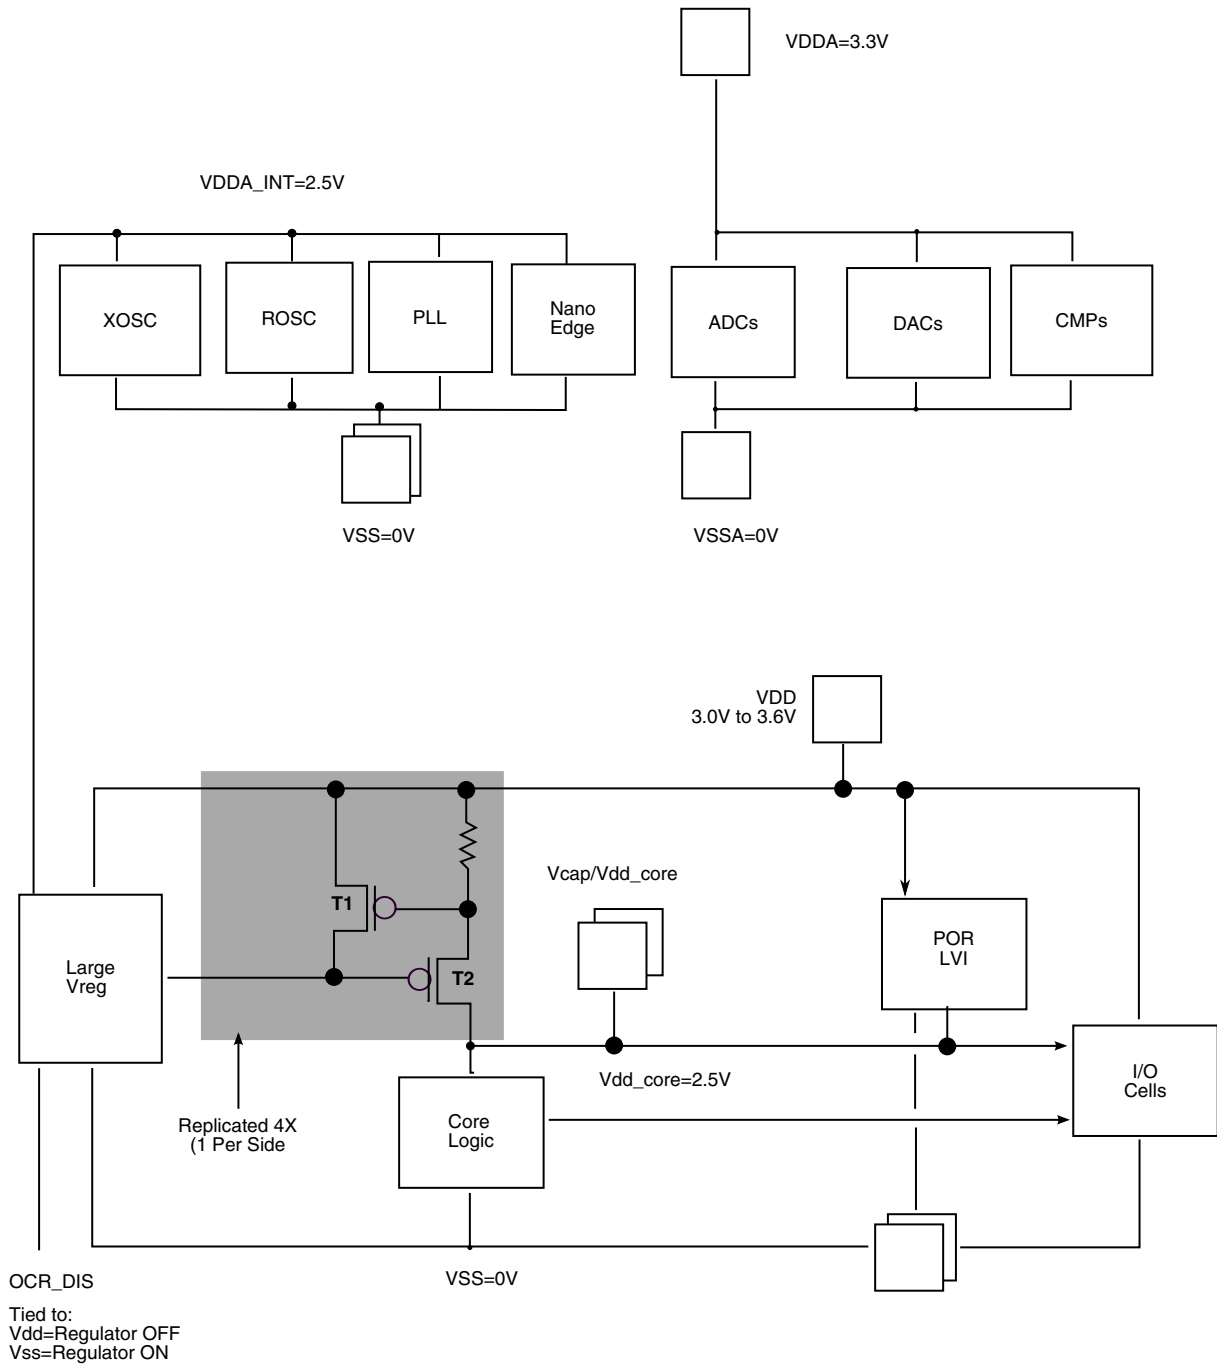 VDDA=3.3V
VDDA_INT=2.5V
XOSC
ROSC
PLL
Nano
Edge
ADCs
DACs
CMPs
VSS=0V
VSSA=0V
VDD
3.0V to 3.6V
Vcap/Vdd_core
T1
T2
Large
Vreg
POR
LVI
Vdd_core=2.5V
I/O
Cells
Replicated 4X
(1 Per Side
Core
Logic
OCR_DIS
VSS=0V
Tied to:
Vdd=Regulator OFF
Vss=Regulator ON